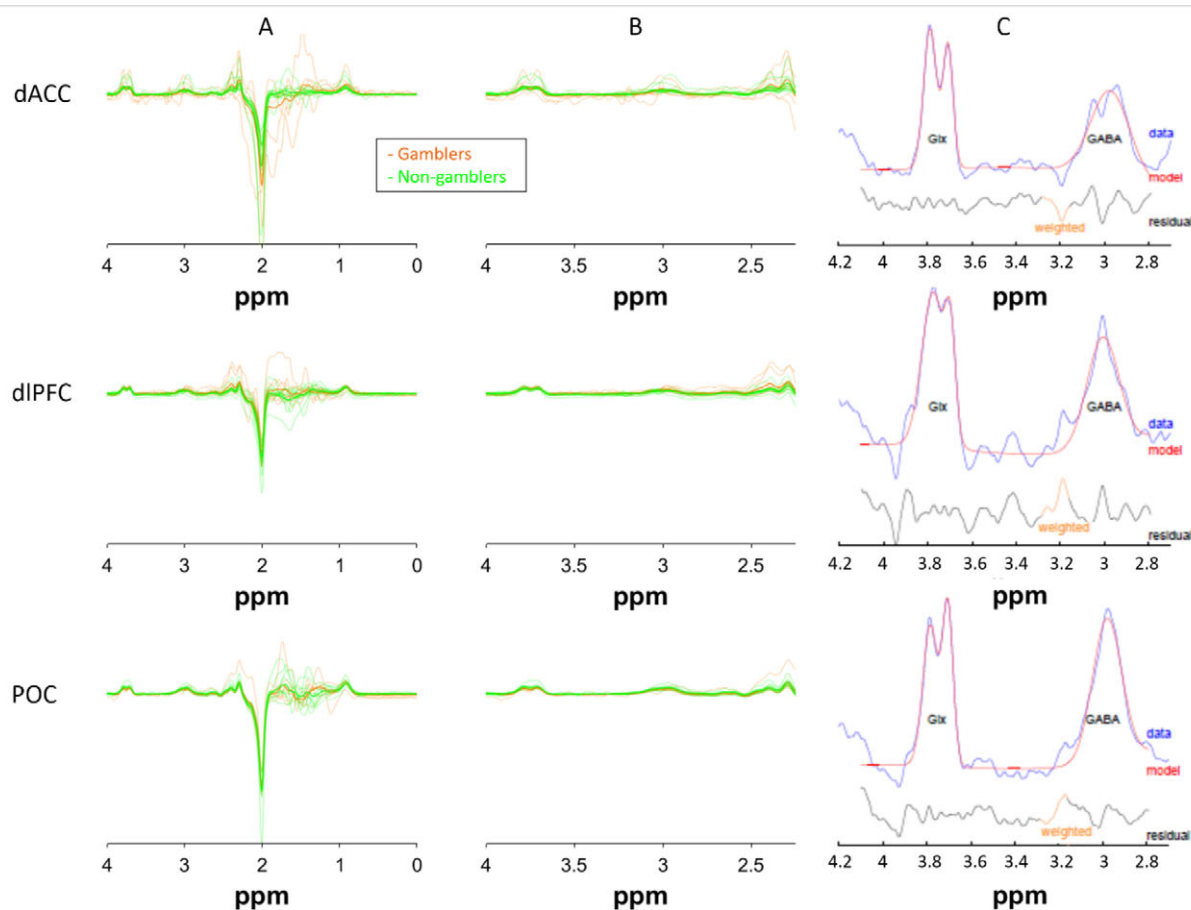 A B C
dACC
- Gamblers
- Non-gamblers
Glx
GABA
data
model
weighted
residual
4 3 2 1 0
4 3.5 3 2.5
4.2 4 3.8 3.6 3.4 3.2 3 2.8
ppm ppm ppm
dlPFC
Glx
GABA
data
model
weighted
residual
4 3 2 1 0
4 3.5 3 2.5
4.2 4 3.8 3.6 3.4 3.2 3 2.8
ppm ppm ppm
POC
Glx
GABA
data
model
weighted
residual
4 3 2 1 0
4 3.5 3 2.5
4.2 4 3.8 3.6 3.4 3.2 3 2.8
ppm ppm ppm